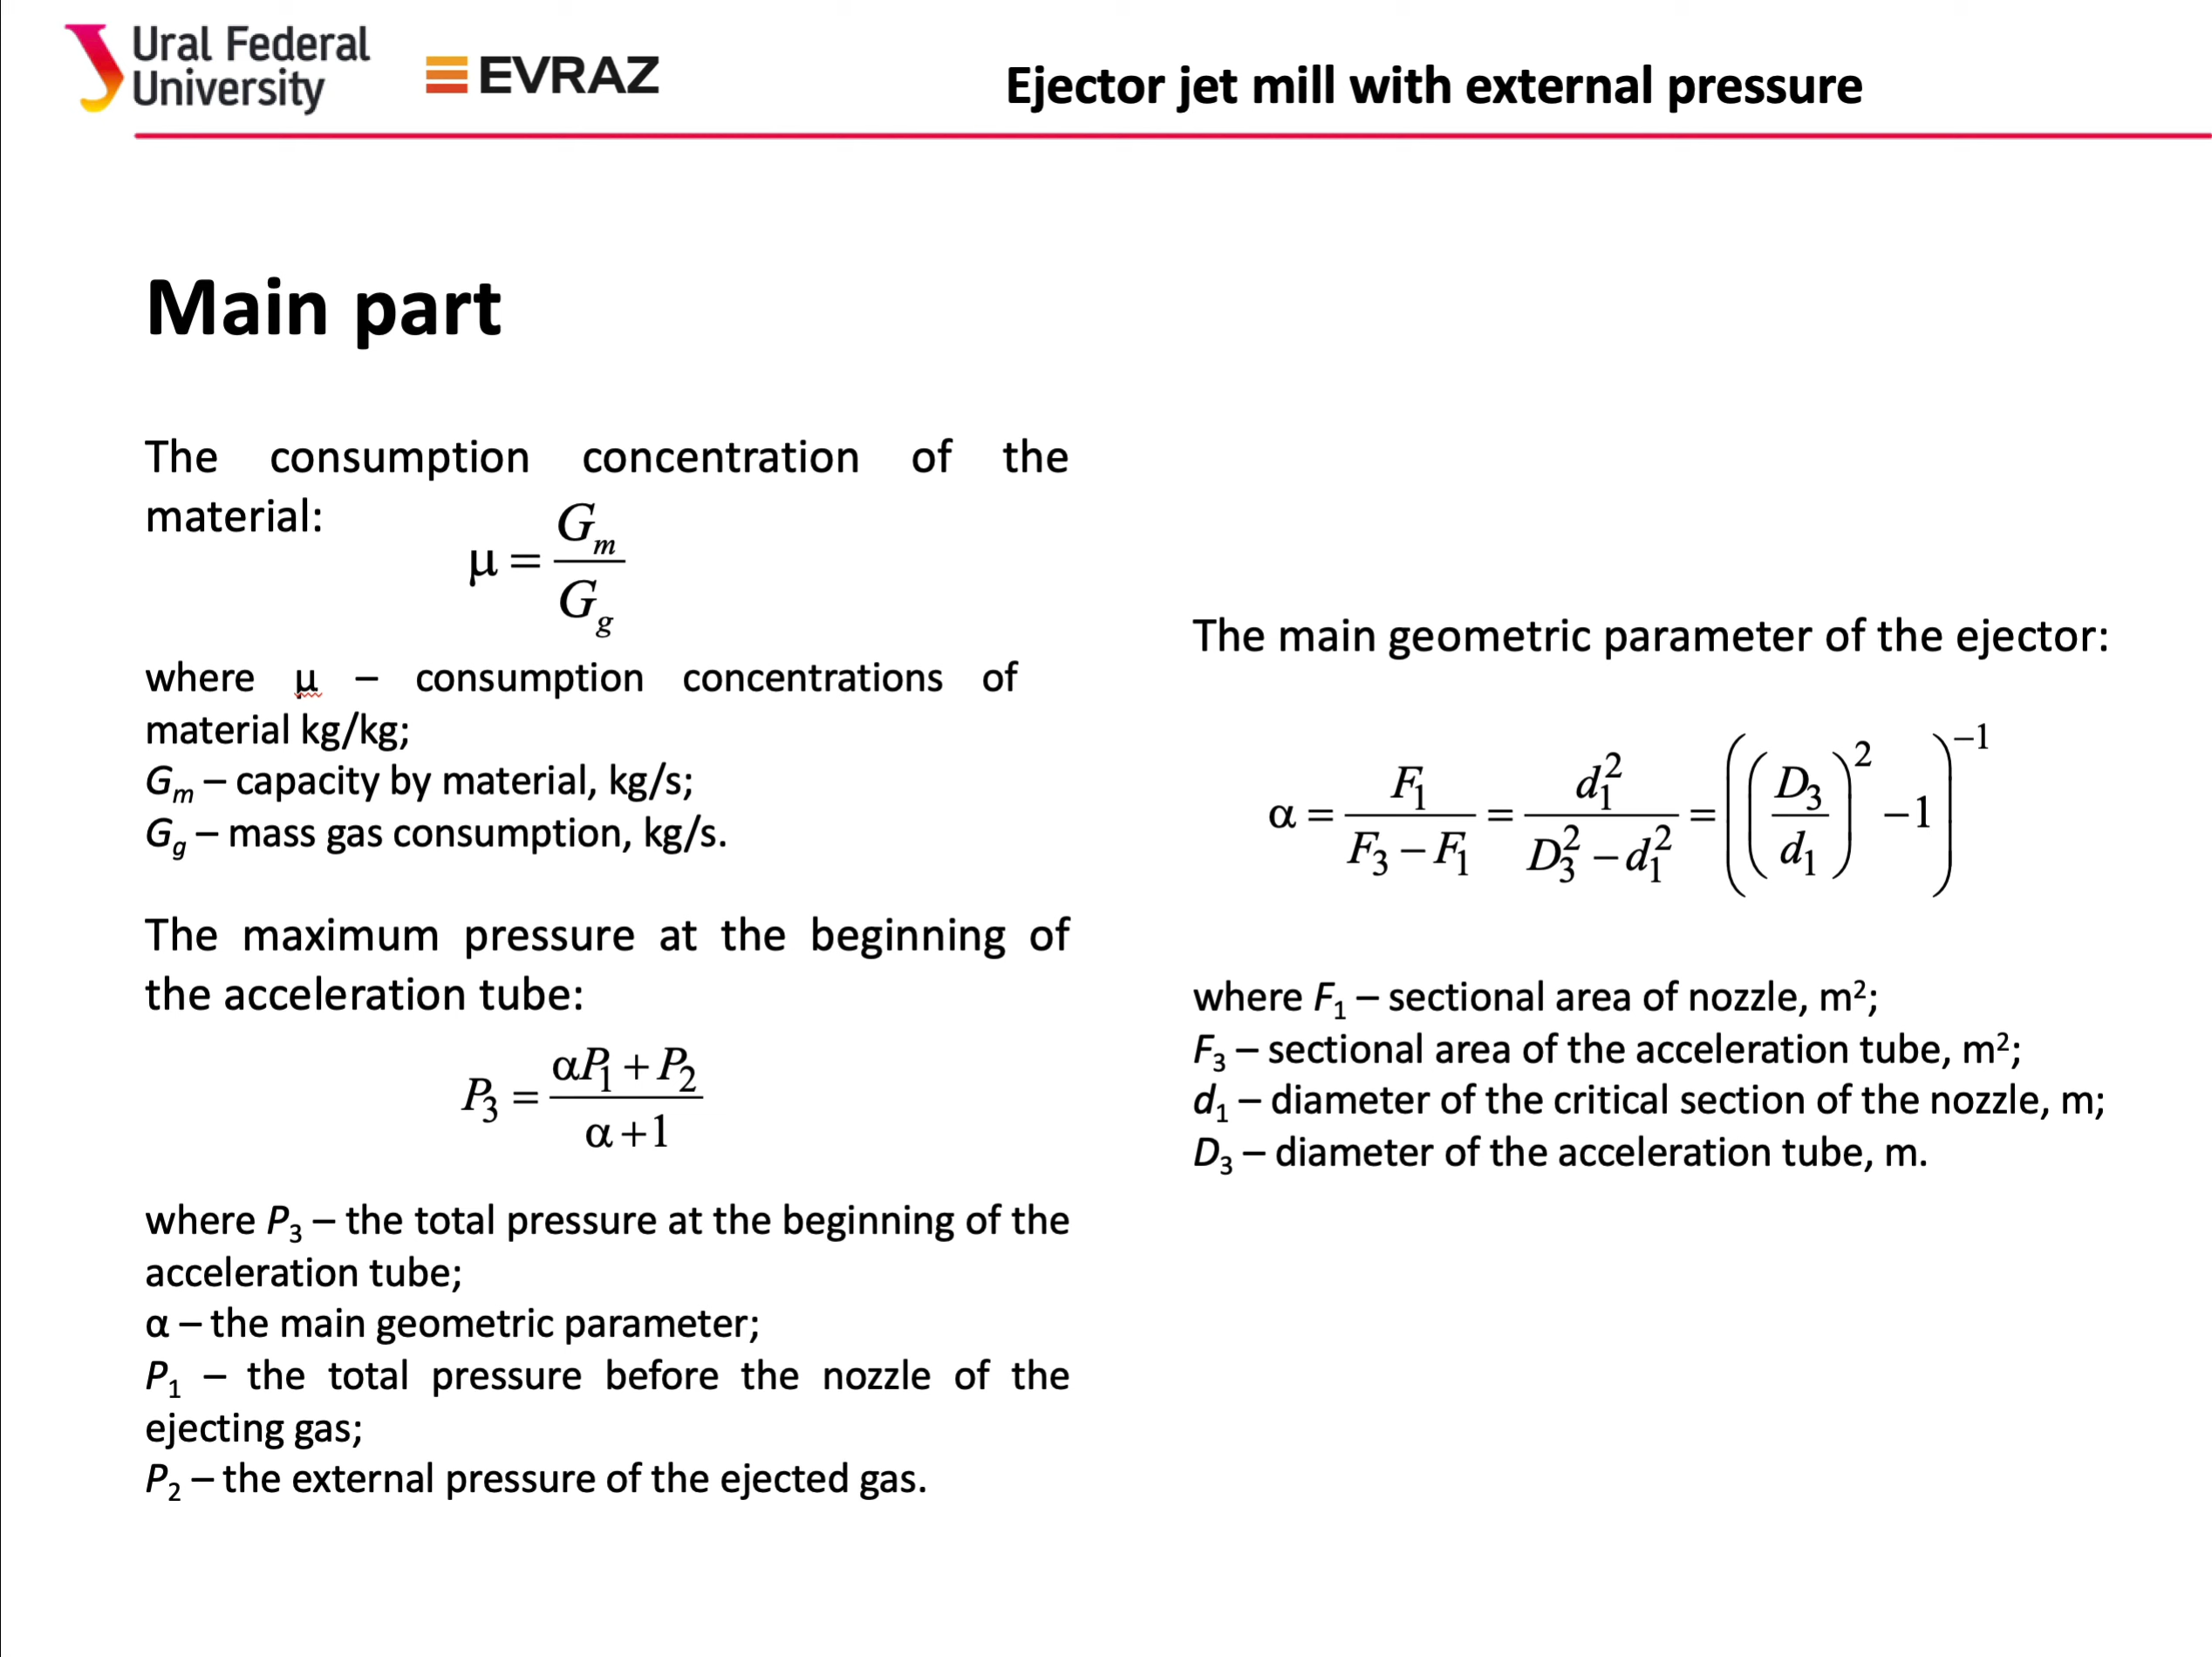 Ural Federal
University
EVRAZ
Ejector jet mill with external pressure
Main part
The consumption concentration of the
material:
μ = G_m / G_g
where μ – consumption concentrations of
material kg/kg;
G_m – capacity by material, kg/s;
G_g – mass gas consumption, kg/s.
The maximum pressure at the beginning of
the acceleration tube:
P_3 = (αP_1 + P_2) / (α + 1)
where P_3 – the total pressure at the beginning of the
acceleration tube;
α – the main geometric parameter;
P_1 – the total pressure before the nozzle of the
ejecting gas;
P_2 – the external pressure of the ejected gas.
The main geometric parameter of the ejector:
α = F_1 / (F_3 – F_1) = d_1² / (D_3² – d_1²) = ((D_3 / d_1)² – 1)⁻¹
where F_1 – sectional area of nozzle, m²;
F_3 – sectional area of the acceleration tube, m²;
d_1 – diameter of the critical section of the nozzle, m;
D_3 – diameter of the acceleration tube, m.